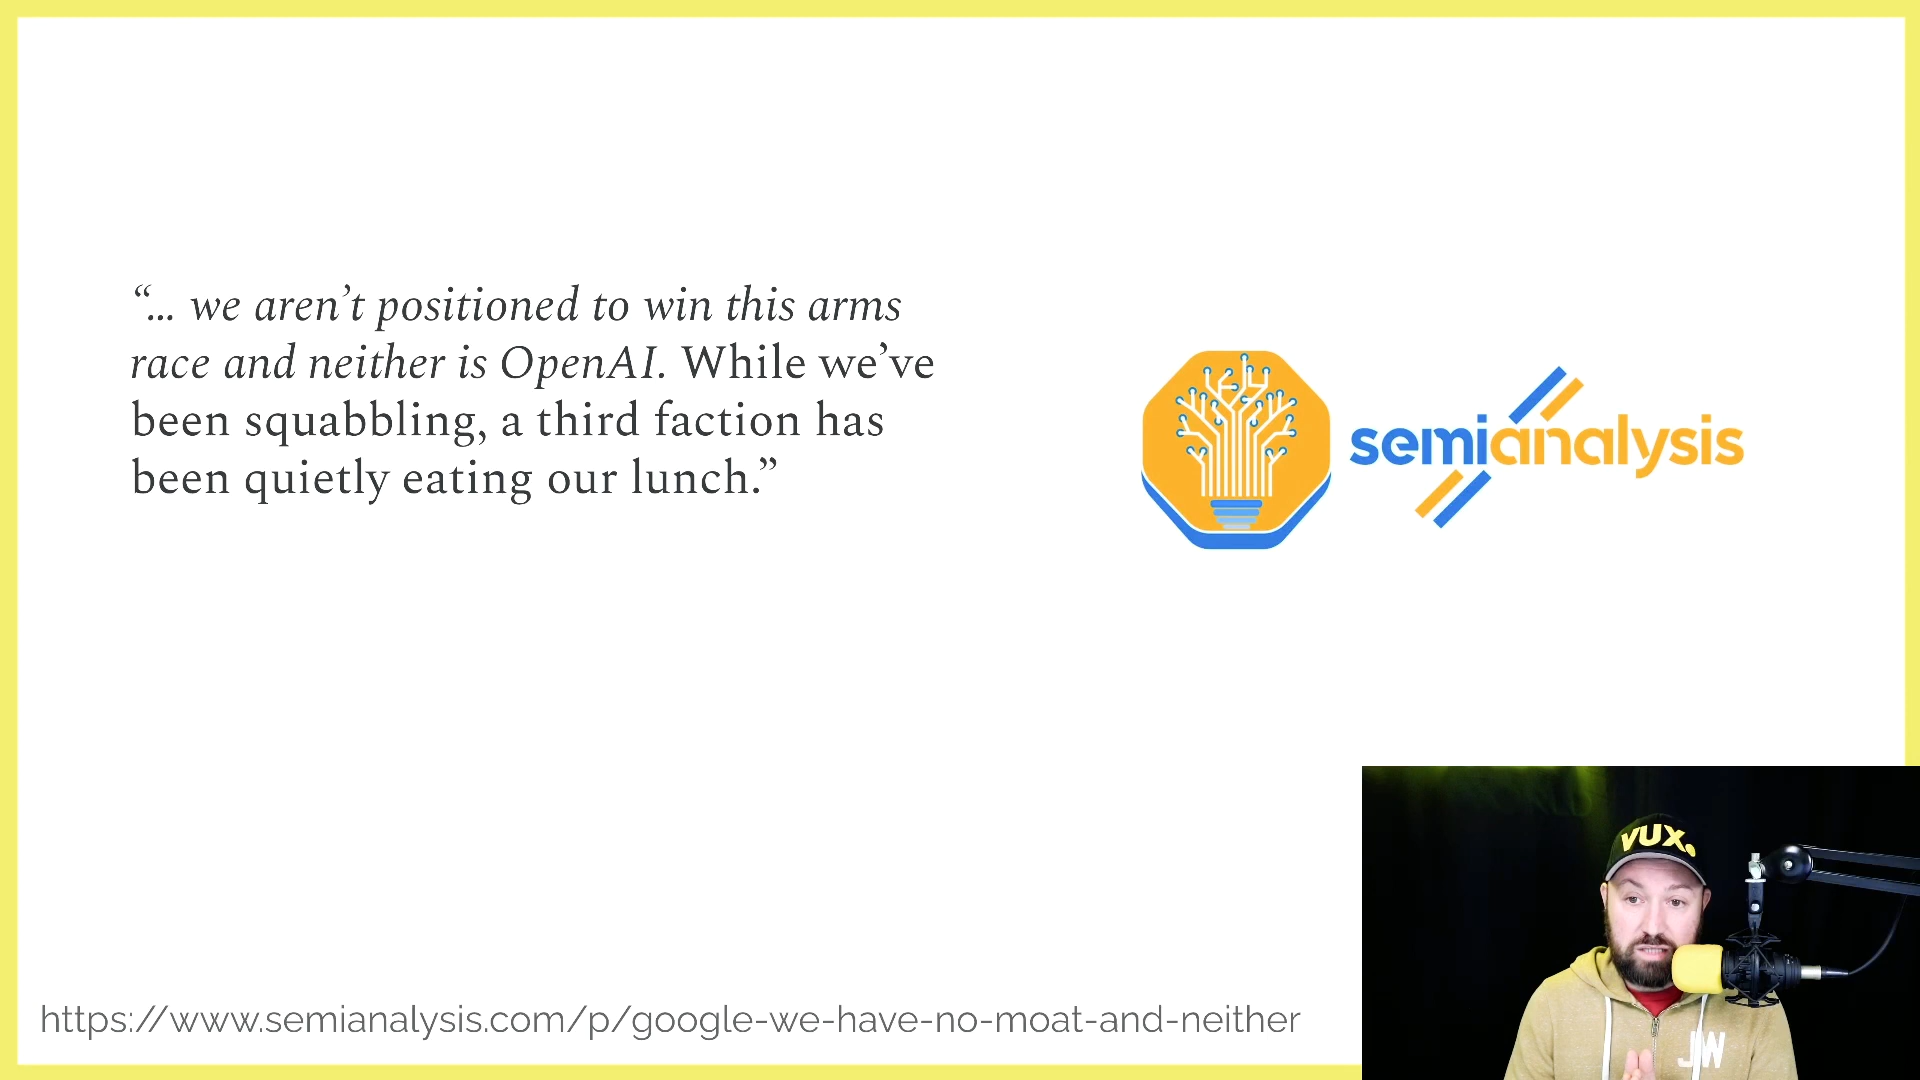 “... we aren’t positioned to win this arms
race and neither is OpenAI. While we’ve
been squabbling, a third faction has
been quietly eating our lunch.”
semianalysis
VUX.
JW
https://www.semianalysis.com/p/google-we-have-no-moat-and-neither